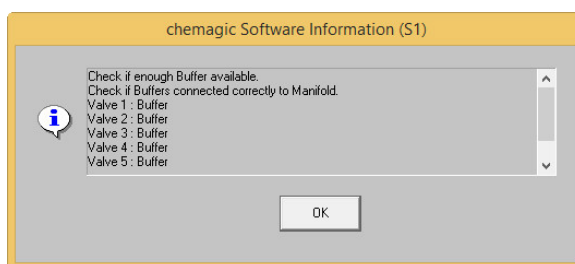 chemagic Software Information (S1)
Check if enough Buffer available.
Check if Buffers connected correctly to Manifold.
Valve 1 : Buffer
Valve 2 : Buffer
Valve 3 : Buffer
Valve 4 : Buffer
Valve 5 : Buffer
OK